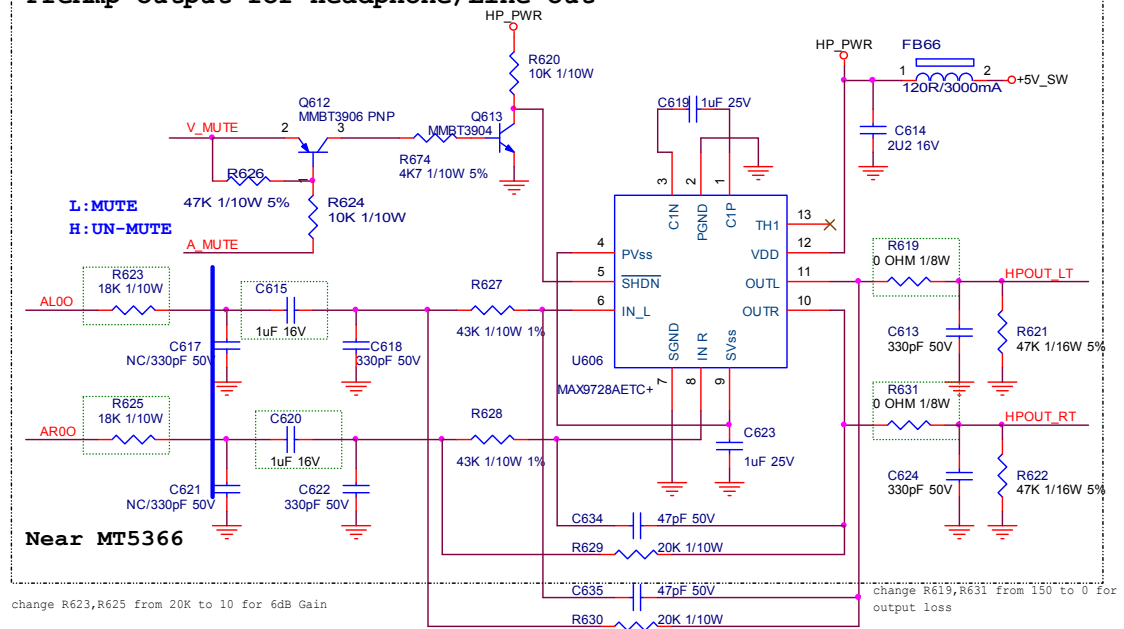 PreAmp output for Headphone/Line out
HP_PWR
R620
10K 1/10W
HP_PWR
FB66
1
2
+5V_SW
120R/3000mA
Q612
MMBT3906 PNP
C619
1uF 25V
Q613
MMBT3904
C614
2U2 16V
V_MUTE
2
3
R674
4K7 1/10W 5%
R626
1
47K 1/10W 5%
R624
10K 1/10W
L:MUTE
H:UN-MUTE
A_MUTE
3
2
1
C1N
PGND
C1P
TH1
13
4
PVss
VDD
12
5
SHDN
OUTL
11
6
IN_L
OUTR
10
SGND
IN R
SVss
7
8
9
U606
MAX9728AETC+
R619
0 OHM 1/8W
HPOUT_LT
R623
18K 1/10W
AL0O
C615
1uF 16V
R627
43K 1/10W 1%
C617
NC/330pF 50V
C618
330pF 50V
C613
330pF 50V
R621
47K 1/16W 5%
R625
18K 1/10W
AR0O
C620
1uF 16V
R628
43K 1/10W 1%
R631
0 OHM 1/8W
HPOUT_RT
C623
1uF 25V
C621
NC/330pF 50V
C622
330pF 50V
C624
330pF 50V
R622
47K 1/16W 5%
C634
47pF 50V
Near MT5366
R629
20K 1/10W
C635
47pF 50V
R630
20K 1/10W
change R623,R625 from 20K to 10 for 6dB Gain
change R619,R631 from 150 to 0 for
output loss